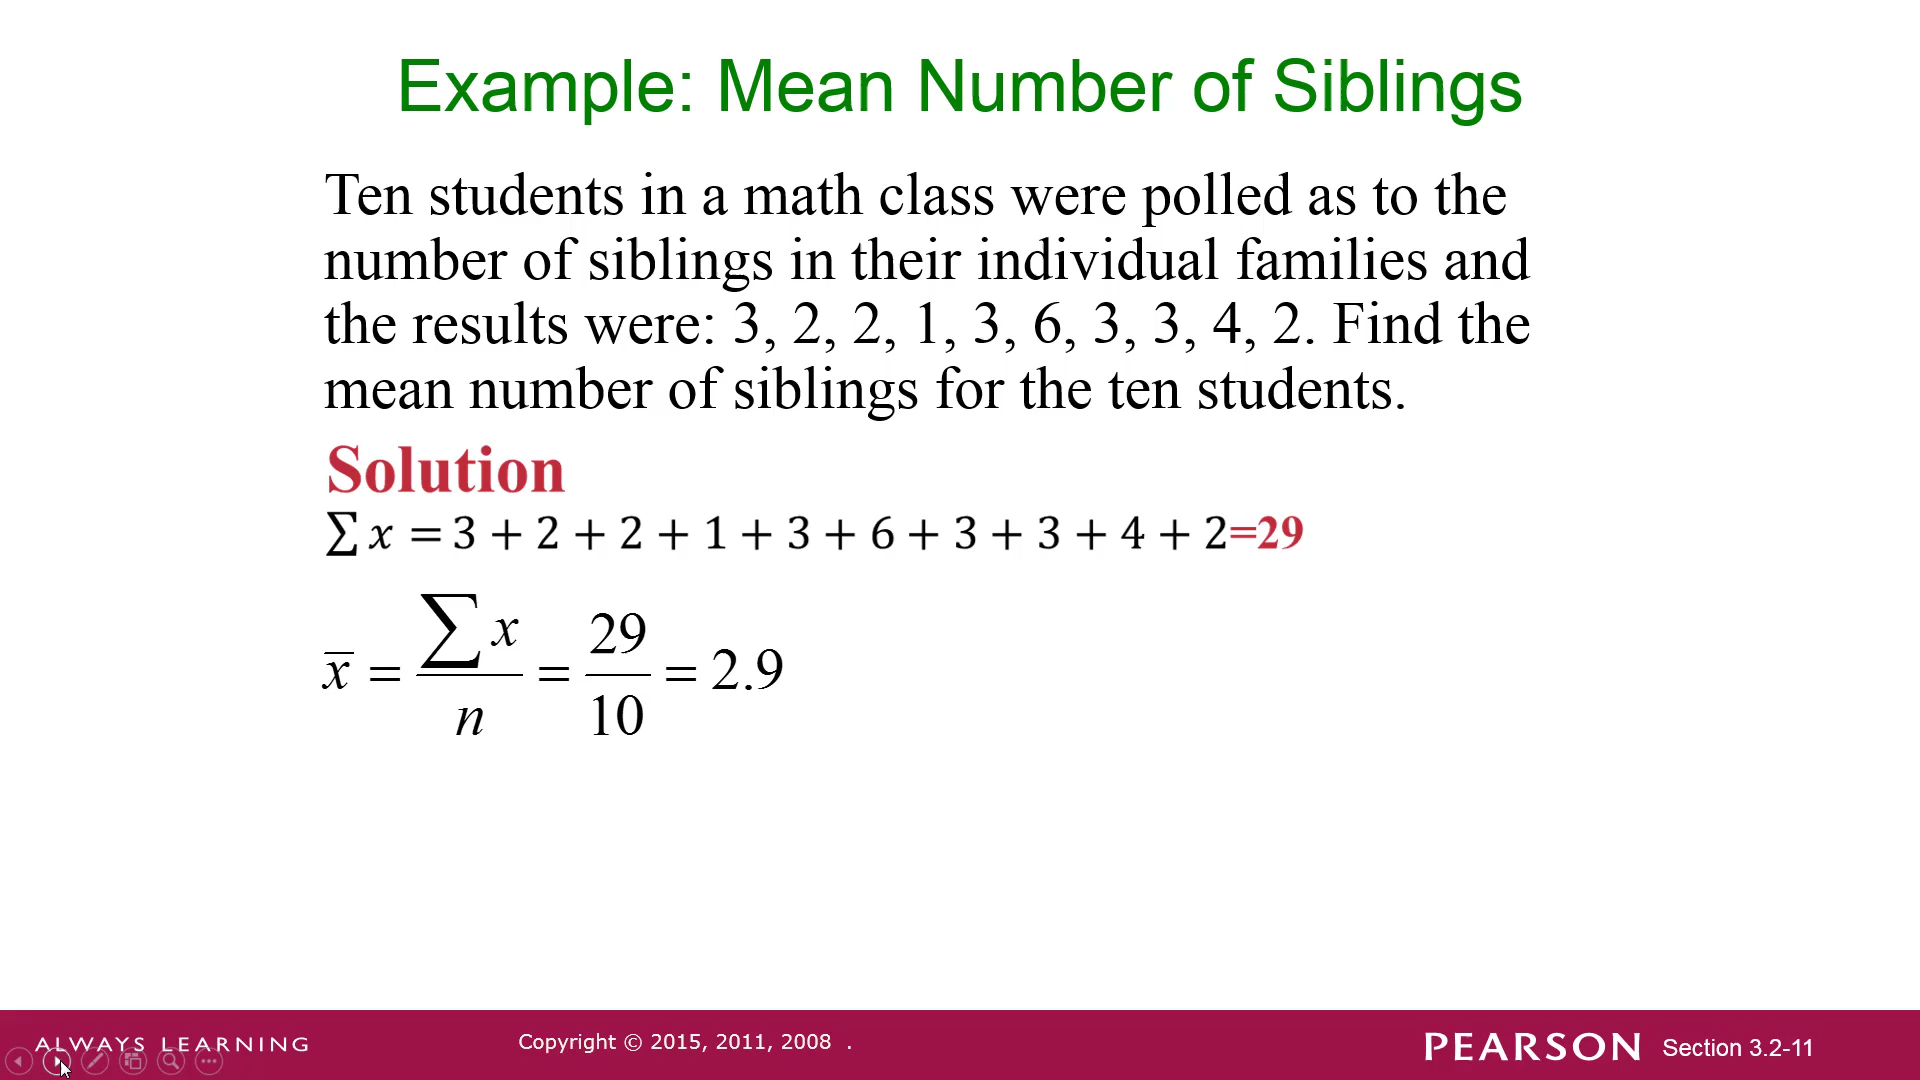 Example: Mean Number of Siblings
Ten students in a math class were polled as to the
number of siblings in their individual families and
the results were: 3, 2, 2, 1, 3, 6, 3, 3, 4, 2. Find the
mean number of siblings for the ten students.
Solution
∑ x = 3 + 2 + 2 + 1 + 3 + 6 + 3 + 3 + 4 + 2=29
x̅ = ∑ x / n = 29 / 10 = 2.9
ALWAYS LEARNING
Copyright © 2015, 2011, 2008 .
PEARSON
Section 3.2-11